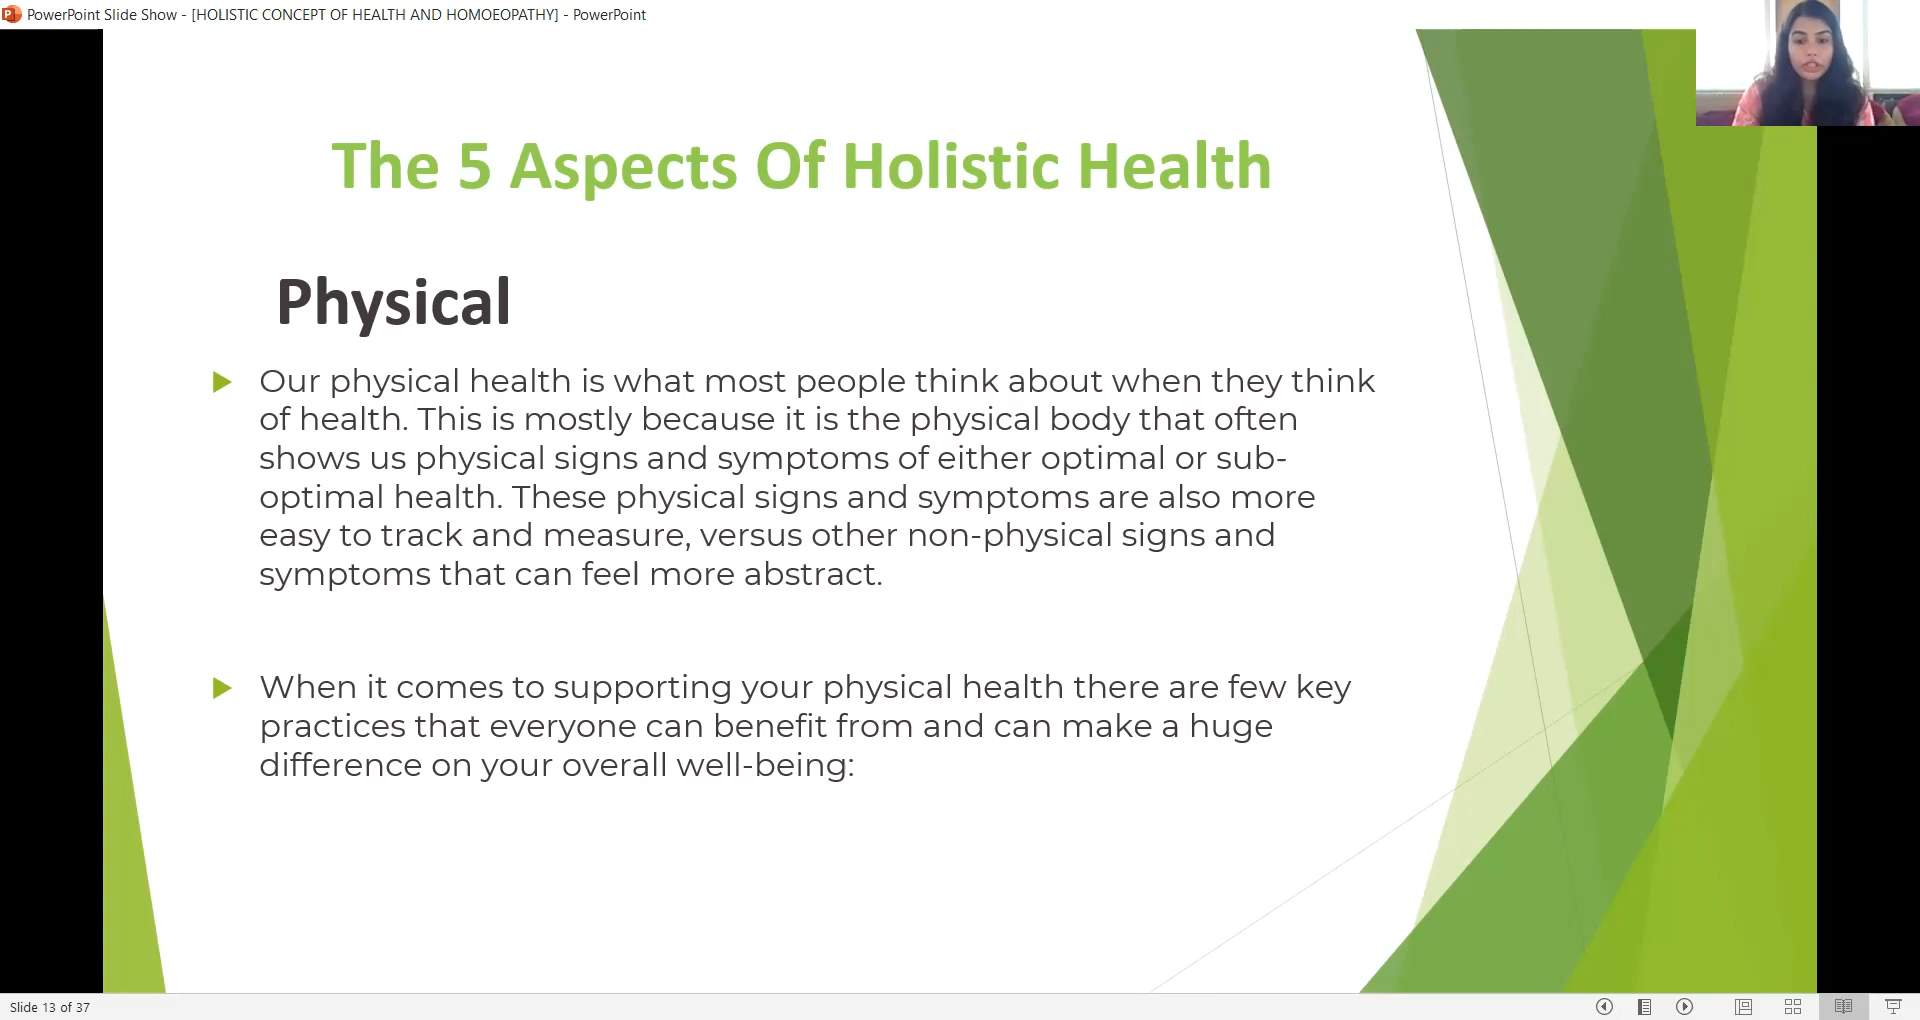 PowerPoint Slide Show - [HOLISTIC CONCEPT OF HEALTH AND HOMOEOPATHY] - PowerPoint
The 5 Aspects Of Holistic Health
Physical
Our physical health is what most people think about when they think
of health. This is mostly because it is the physical body that often
shows us physical signs and symptoms of either optimal or sub-
optimal health. These physical signs and symptoms are also more
easy to track and measure, versus other non-physical signs and
symptoms that can feel more abstract.
When it comes to supporting your physical health there are few key
practices that everyone can benefit from and can make a huge
difference on your overall well-being:
Slide 13 of 37